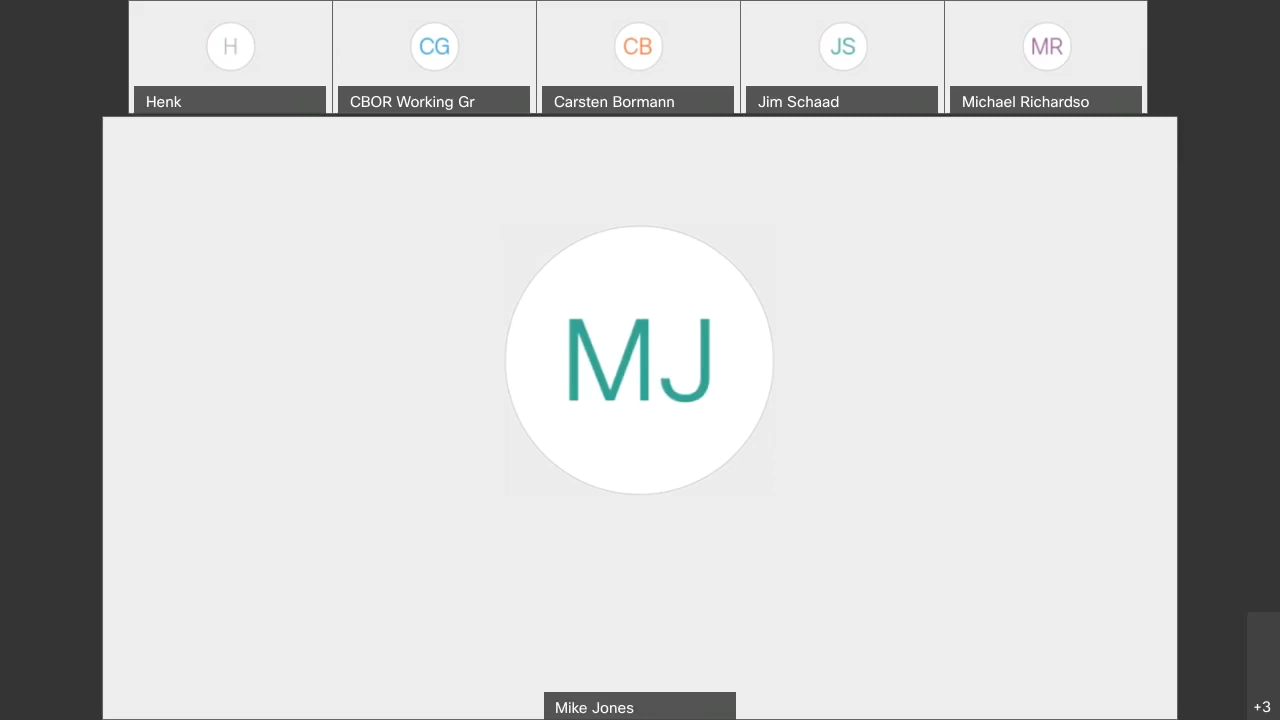 H
CG
CB
JS
MR
Henk
CBOR Working Gr
Carsten Bormann
Jim Schaad
Michael Richardso
MJ
Mike Jones
+3